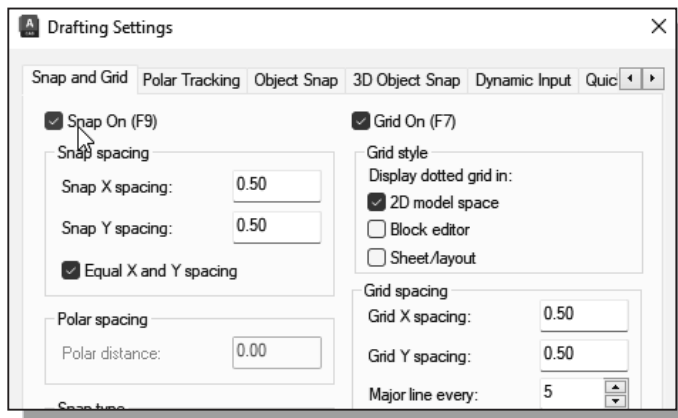 Drafting Settings
Snap and Grid Polar Tracking Object Snap 3D Object Snap Dynamic Input Quic
Snap On (F9)
Snap spacing
Snap X spacing: 0.50
Snap Y spacing: 0.50
Equal X and Y spacing
Polar spacing
Polar distance: 0.00
Snap type
Grid On (F7)
Grid style
Display dotted grid in:
2D model space
Block editor
Sheet/layout
Grid spacing
Grid X spacing: 0.50
Grid Y spacing: 0.50
Major line every: 5